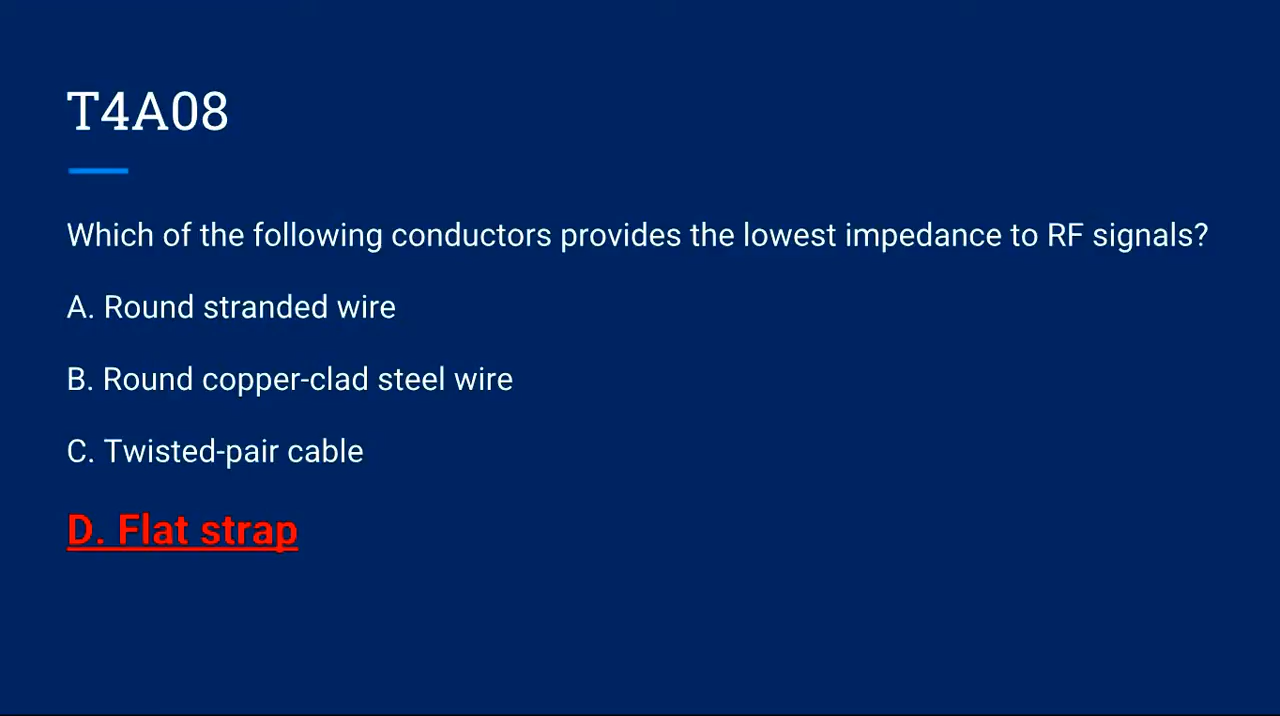 T4A08
Which of the following conductors provides the lowest impedance to RF signals?
A. Round stranded wire
B. Round copper-clad steel wire
C. Twisted-pair cable
D. Flat strap